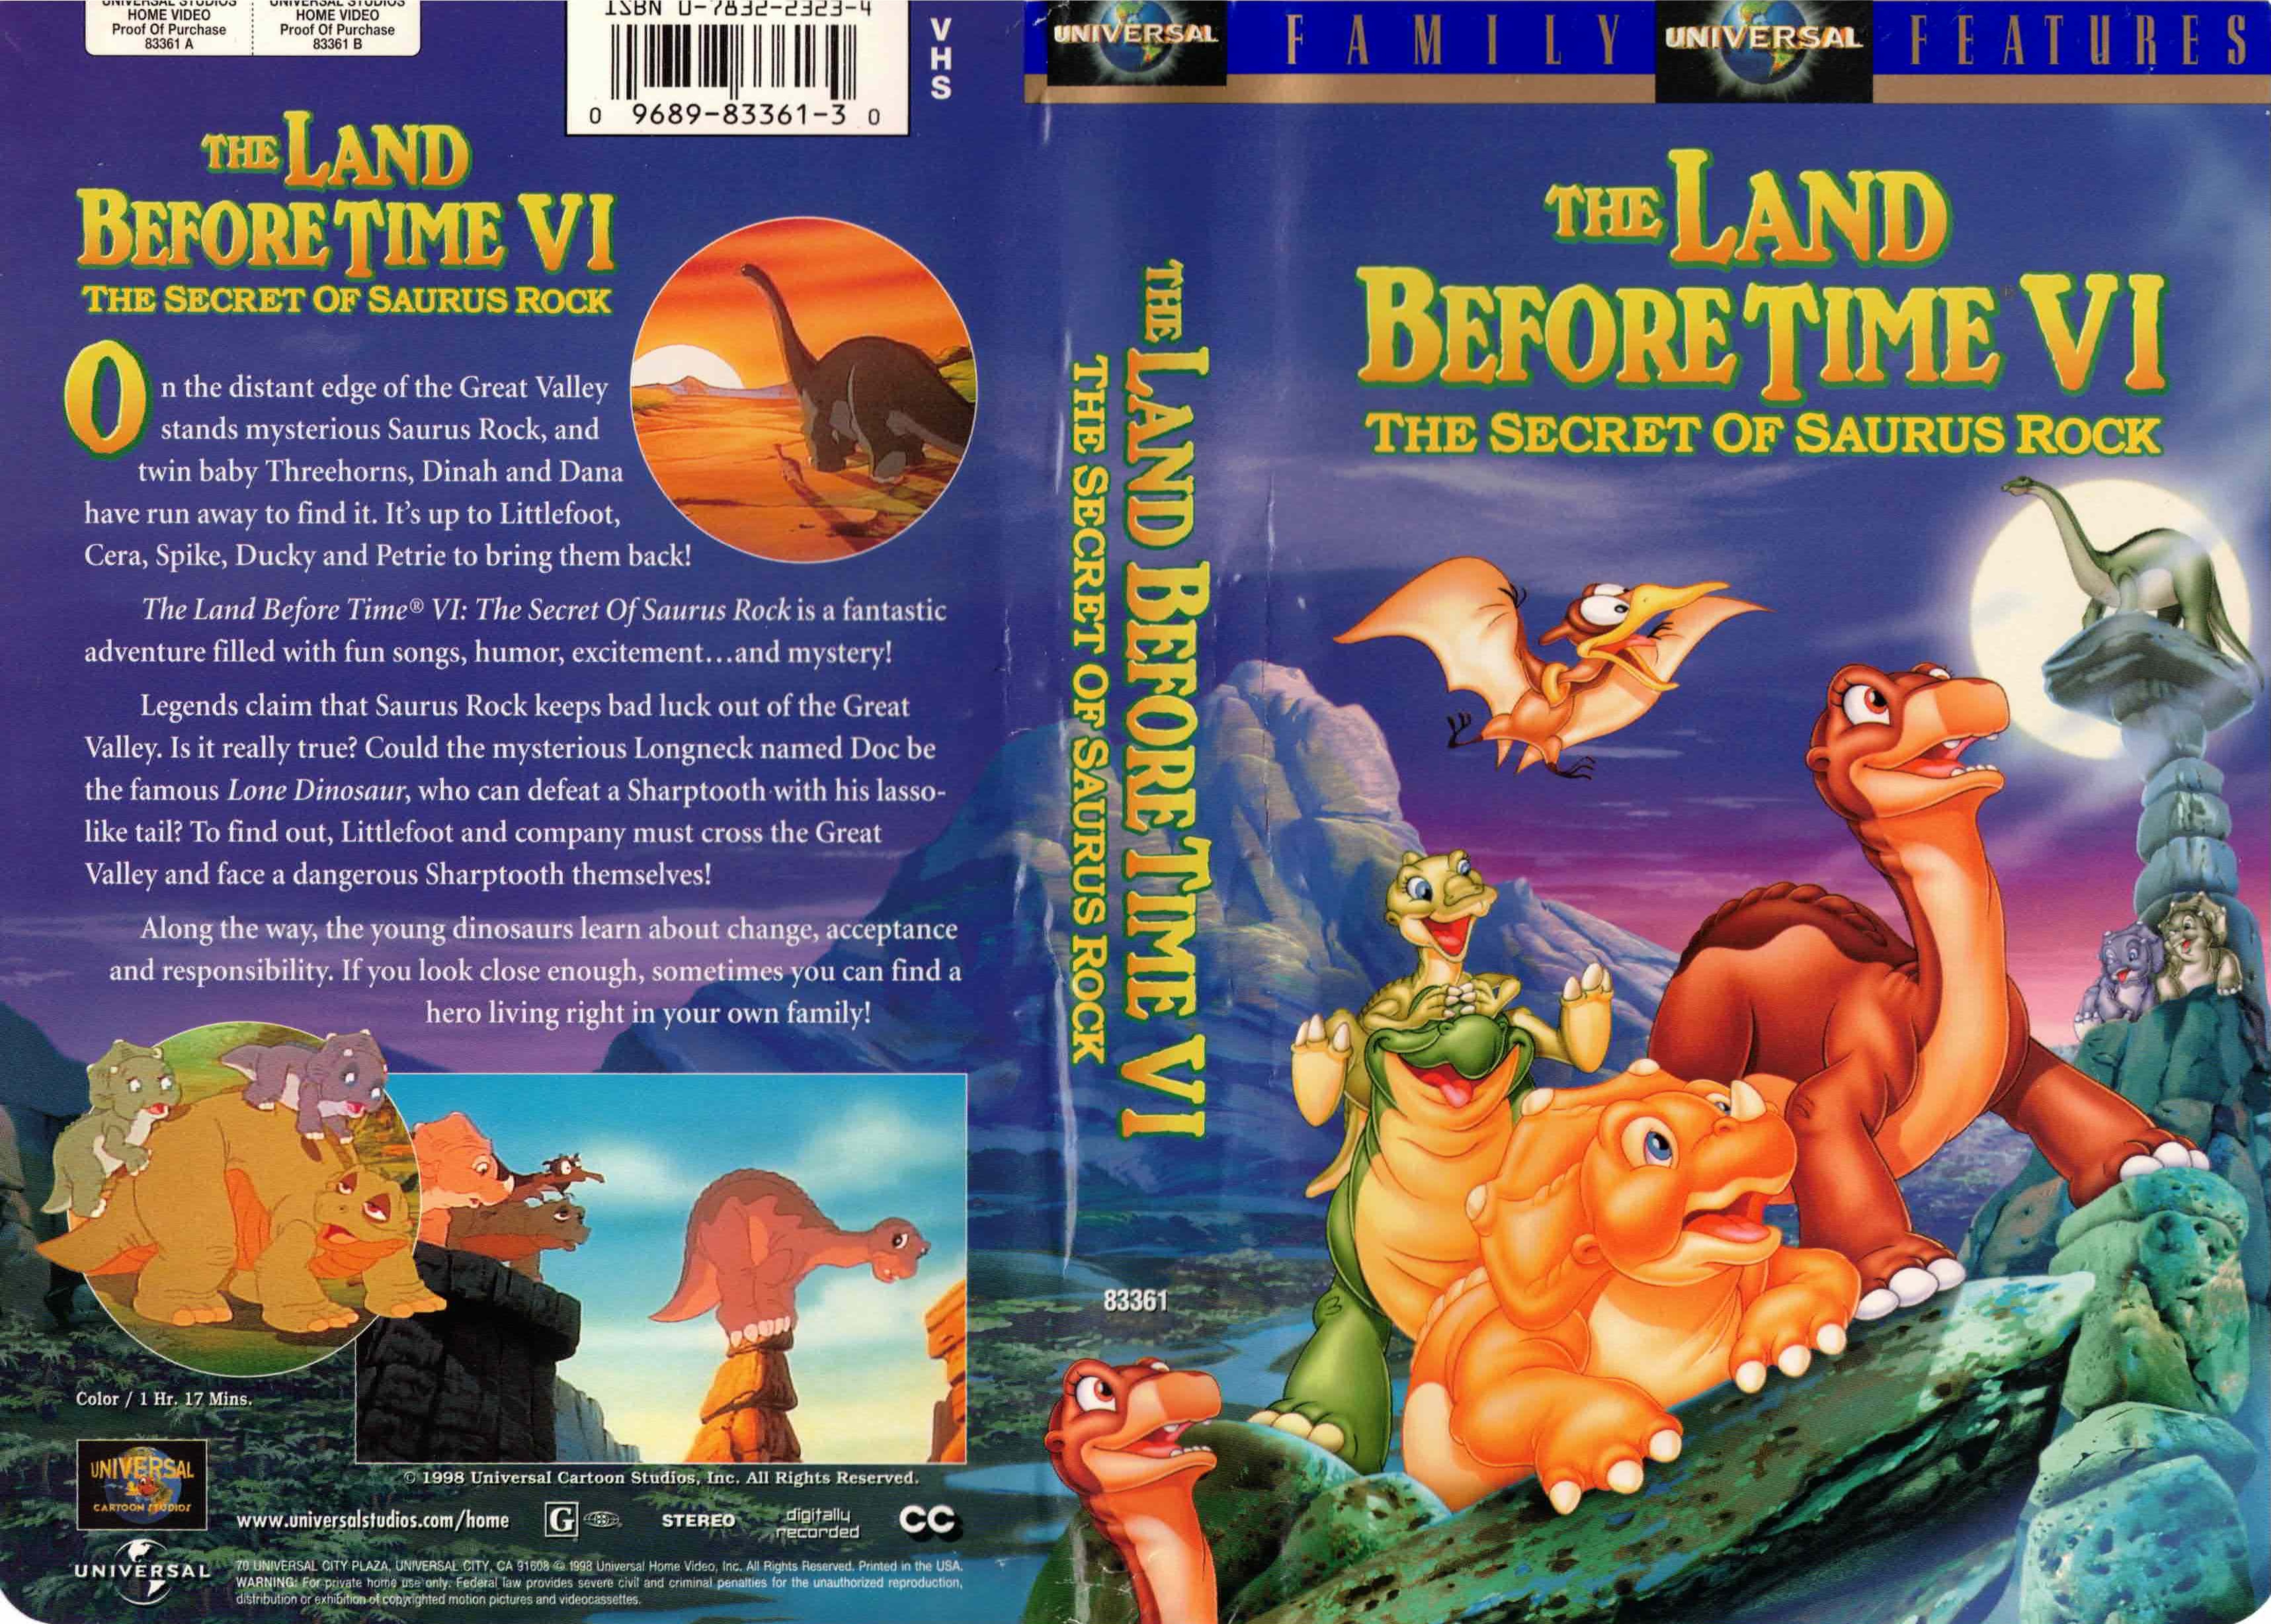 UNIVERSAL STUDIOS
HOME VIDEO
Proof Of Purchase
83361 A
UNIVERSAL STUDIOS
HOME VIDEO
Proof Of Purchase
83361 B
ISBN 0-7832-2323-4
0 9689-83361-3 0
VHS
THE LAND
BEFORE TIME VI
THE SECRET OF SAURUS ROCK
On the distant edge of the Great Valley
stands mysterious Saurus Rock, and
twin baby Threehorns, Dinah and Dana
have run away to find it. It's up to Littlefoot,
Cera, Spike, Ducky and Petrie to bring them back!
The Land Before Time® VI: The Secret Of Saurus Rock is a fantastic
adventure filled with fun songs, humor, excitement...and mystery!
Legends claim that Saurus Rock keeps bad luck out of the Great
Valley. Is it really true? Could the mysterious Longneck named Doc be
the famous Lone Dinosaur, who can defeat a Sharptooth with his lasso-
like tail? To find out, Littlefoot and company must cross the Great
Valley and face a dangerous Sharptooth themselves!
Along the way, the young dinosaurs learn about change, acceptance
and responsibility. If you look close enough, sometimes you can find a
hero living right in your own family!
Color / 1 Hr. 17 Mins.
© 1998 Universal Cartoon Studios, Inc. All Rights Reserved.
UNIVERSAL
CARTOON STUDIOS
www.universalstudios.com/home
G
STEREO
digitally
recorded
CC
UNIVERSAL
70 UNIVERSAL CITY PLAZA, UNIVERSAL CITY, CA 91608 © 1998 Universal Home Video, Inc. All Rights Reserved. Printed in the USA.
WARNING: For private home use only. Federal law provides severe civil and criminal penalties for the unauthorized reproduction,
distribution or exhibition of copyrighted motion pictures and videocassettes.
UNIVERSAL
THE LAND BEFORE TIME VI
THE SECRET OF SAURUS ROCK
83361
FAMILY
UNIVERSAL
FEATURES
THE LAND
BEFORE TIME® VI
THE SECRET OF SAURUS ROCK